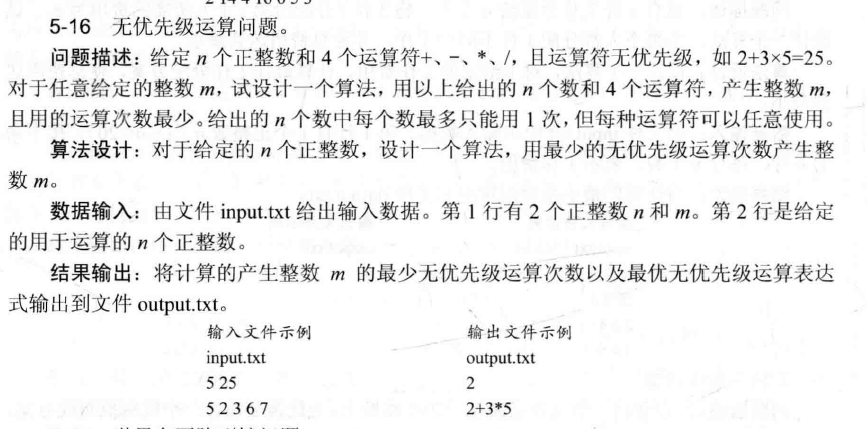 5-16 无优先级运算问题。
问题描述：给定 n 个正整数和 4 个运算符+、−、*、/，且运算符无优先级，如 2+3×5=25。
对于任意给定的整数 m，试设计一个算法，用以上给出的 n 个数和 4 个运算符，产生整数 m，
且用的运算次数最少。给出的 n 个数中每个数最多只能用 1 次，但每种运算符可以任意使用。
算法设计：对于给定的 n 个正整数，设计一个算法，用最少的无优先级运算次数产生整
数 m。
数据输入：由文件 input.txt 给出输入数据。第 1 行有 2 个正整数 n 和 m。第 2 行是给定
的用于运算的 n 个正整数。
结果输出：将计算的产生整数 m 的最少无优先级运算次数以及最优无优先级运算表达
式输出到文件 output.txt。
输入文件示例 输出文件示例
input.txt output.txt
5 25 2
5 2 3 6 7 2+3*5